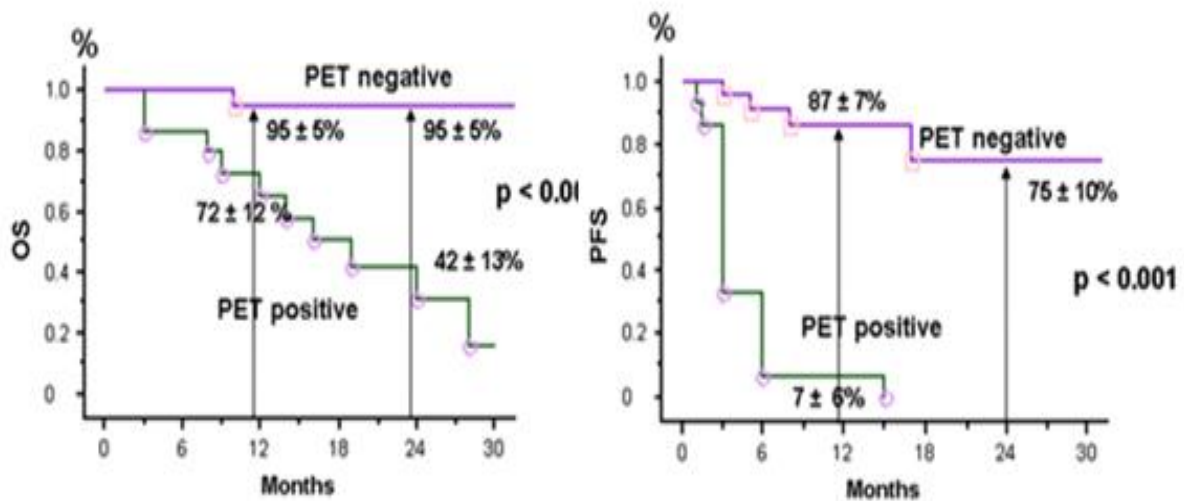 %
1.0
0.8
0.6
0.4
0.2
0
OS
PET negative
95 ± 5%
95 ± 5%
72 ± 12 %
42 ± 13%
PET positive
p < 0.00
0
6
12
18
24
30
Months
%
1.0
0.8
0.6
0.4
0.2
0
PFS
87 ± 7%
PET negative
75 ± 10%
p < 0.001
PET positive
7 ± 6%
0
6
12
18
24
30
Months